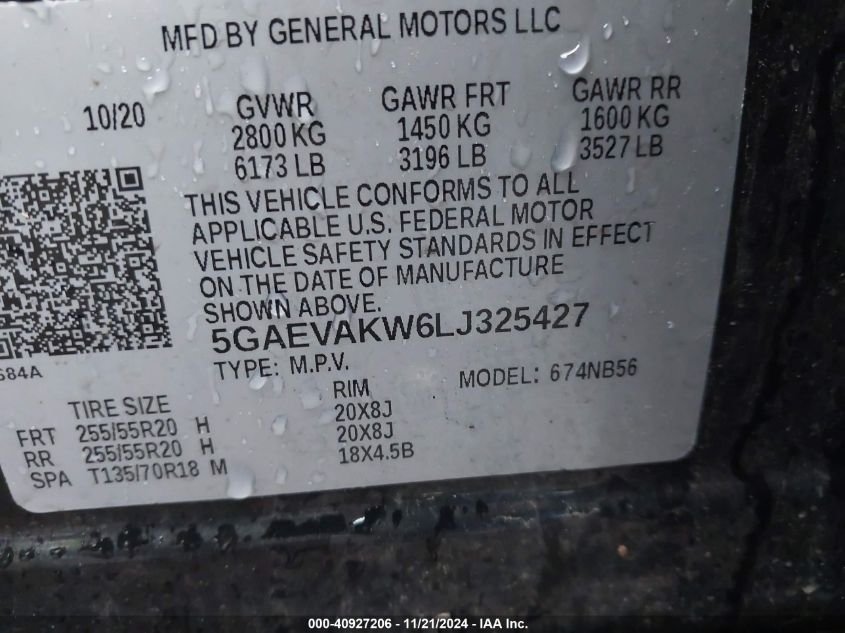 MFD BY GENERAL MOTORS LLC
10/20 GVWR GAWR FRT GAWR RR
2800 KG 1450 KG 1600 KG
6173 LB 3196 LB 3527 LB
THIS VEHICLE CONFORMS TO ALL
APPLICABLE U.S. FEDERAL MOTOR
VEHICLE SAFETY STANDARDS IN EFFECT
ON THE DATE OF MANUFACTURE
SHOWN ABOVE.
5GAEVAKW6LJ325427
684A TYPE: M.P.V. MODEL: 674NB56
TIRE SIZE RIM
FRT 255/55R20 H 20X8J
RR 255/55R20 H 20X8J
SPA T135/70R18 M 18X4.5B
000-40927206 - 11/21/2024 - IAA Inc.